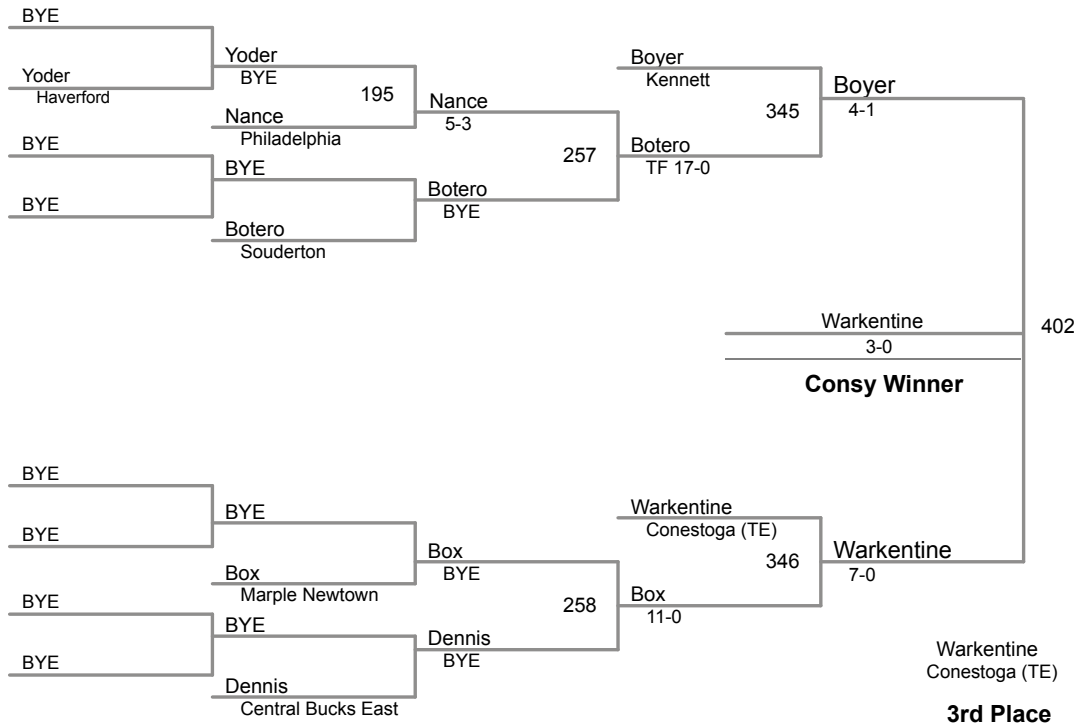 BYE
Yoder
Haverford
BYE
BYE
Yoder
BYE
195
Nance
Philadelphia
BYE
Botero
Souderton
Nance
5-3
257
Botero
BYE
Boyer
Kennett
345
Botero
TF 17-0
Boyer
4-1
Warkentine
3-0
Consy Winner
402
BYE
BYE
BYE
BYE
BYE
Box
Marple Newtown
BYE
Dennis
Central Bucks East
Box
BYE
258
Dennis
BYE
Warkentine
Conestoga (TE)
346
Box
11-0
Warkentine
7-0
Warkentine
Conestoga (TE)
3rd Place